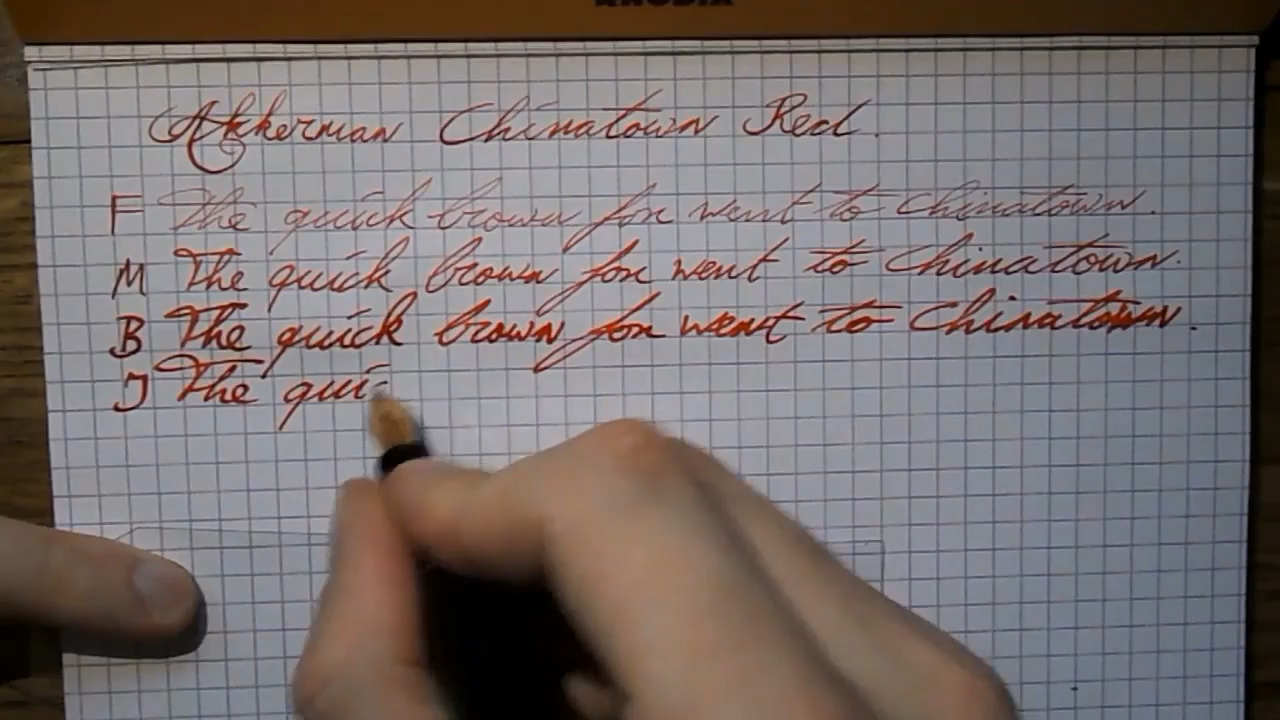 RHODIA
Akkerman Chinatown Red.
F The quick brown fox went to Chinatown.
M The quick brown fox went to Chinatown.
B The quick brown fox went to Chinatown.
J The qui